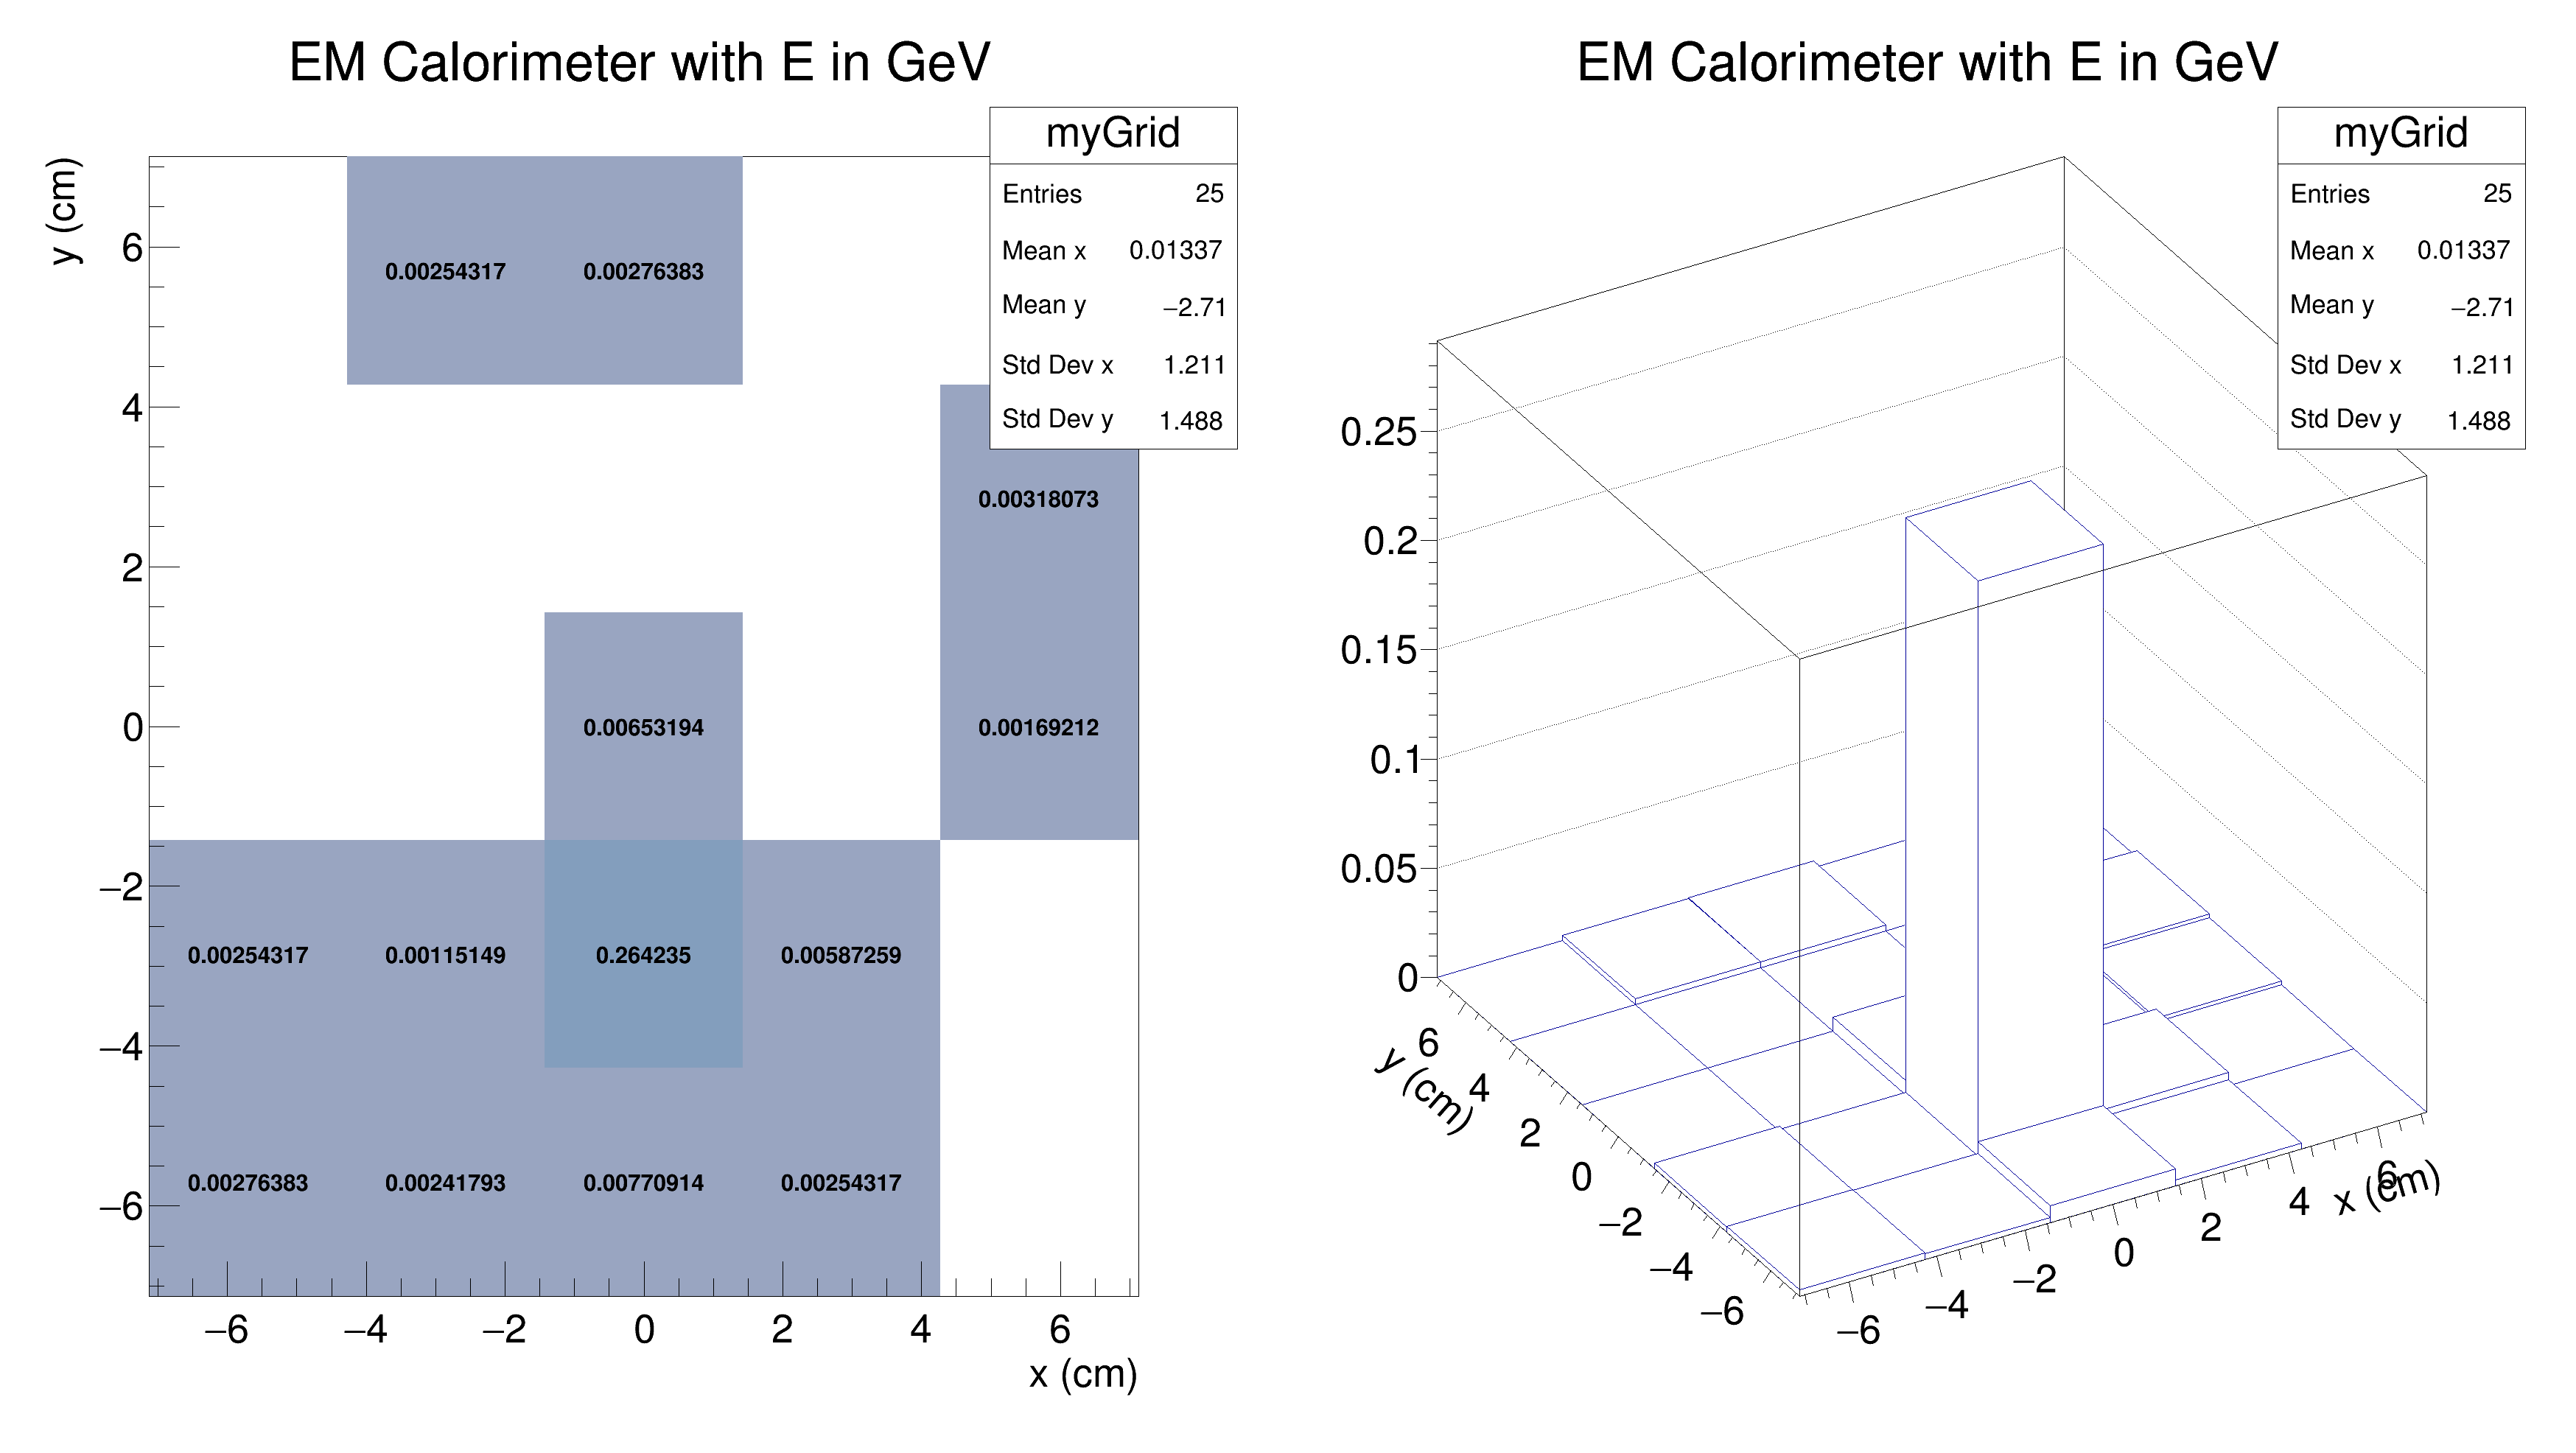 EM Calorimeter with E in GeV
myGrid
Entries 25
Mean x 0.01337
Mean y −2.71
Std Dev x 1.211
Std Dev y 1.488
y (cm)
6
4
2
0
−2
−4
−6
0.00254317 0.00276383
0.00318073
0.00653194 0.00169212
0.00254317 0.00115149 0.264235 0.00587259
0.00276383 0.00241793 0.00770914 0.00254317
−6 −4 −2 0 2 4 6
x (cm)
EM Calorimeter with E in GeV
myGrid
Entries 25
Mean x 0.01337
Mean y −2.71
Std Dev x 1.211
Std Dev y 1.488
0.25
0.2
0.15
0.1
0.05
0
y (cm)
6
4
2
0
−2
−4
−6
−6
−4
−2
0
2
4
6
x (cm)